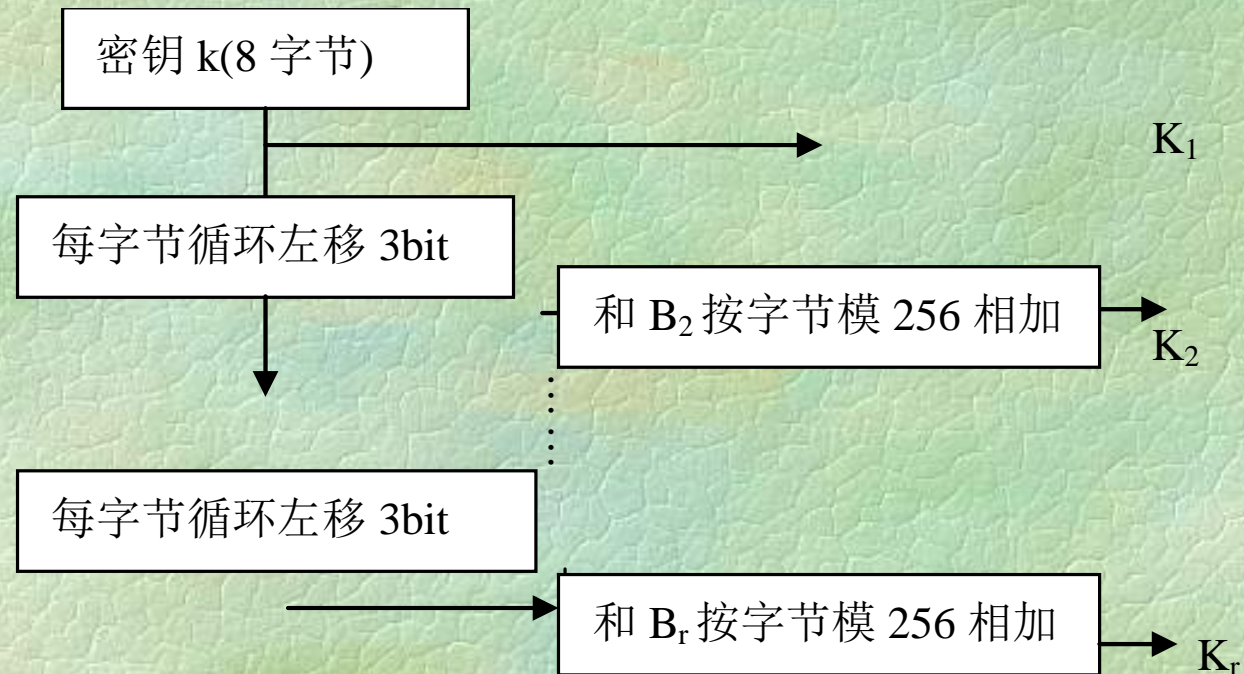 密钥 k(8 字节)
K₁
每字节循环左移 3bit
和 B₂ 按字节模 256 相加
K₂
每字节循环左移 3bit
和 Bᵣ 按字节模 256 相加
Kᵣ